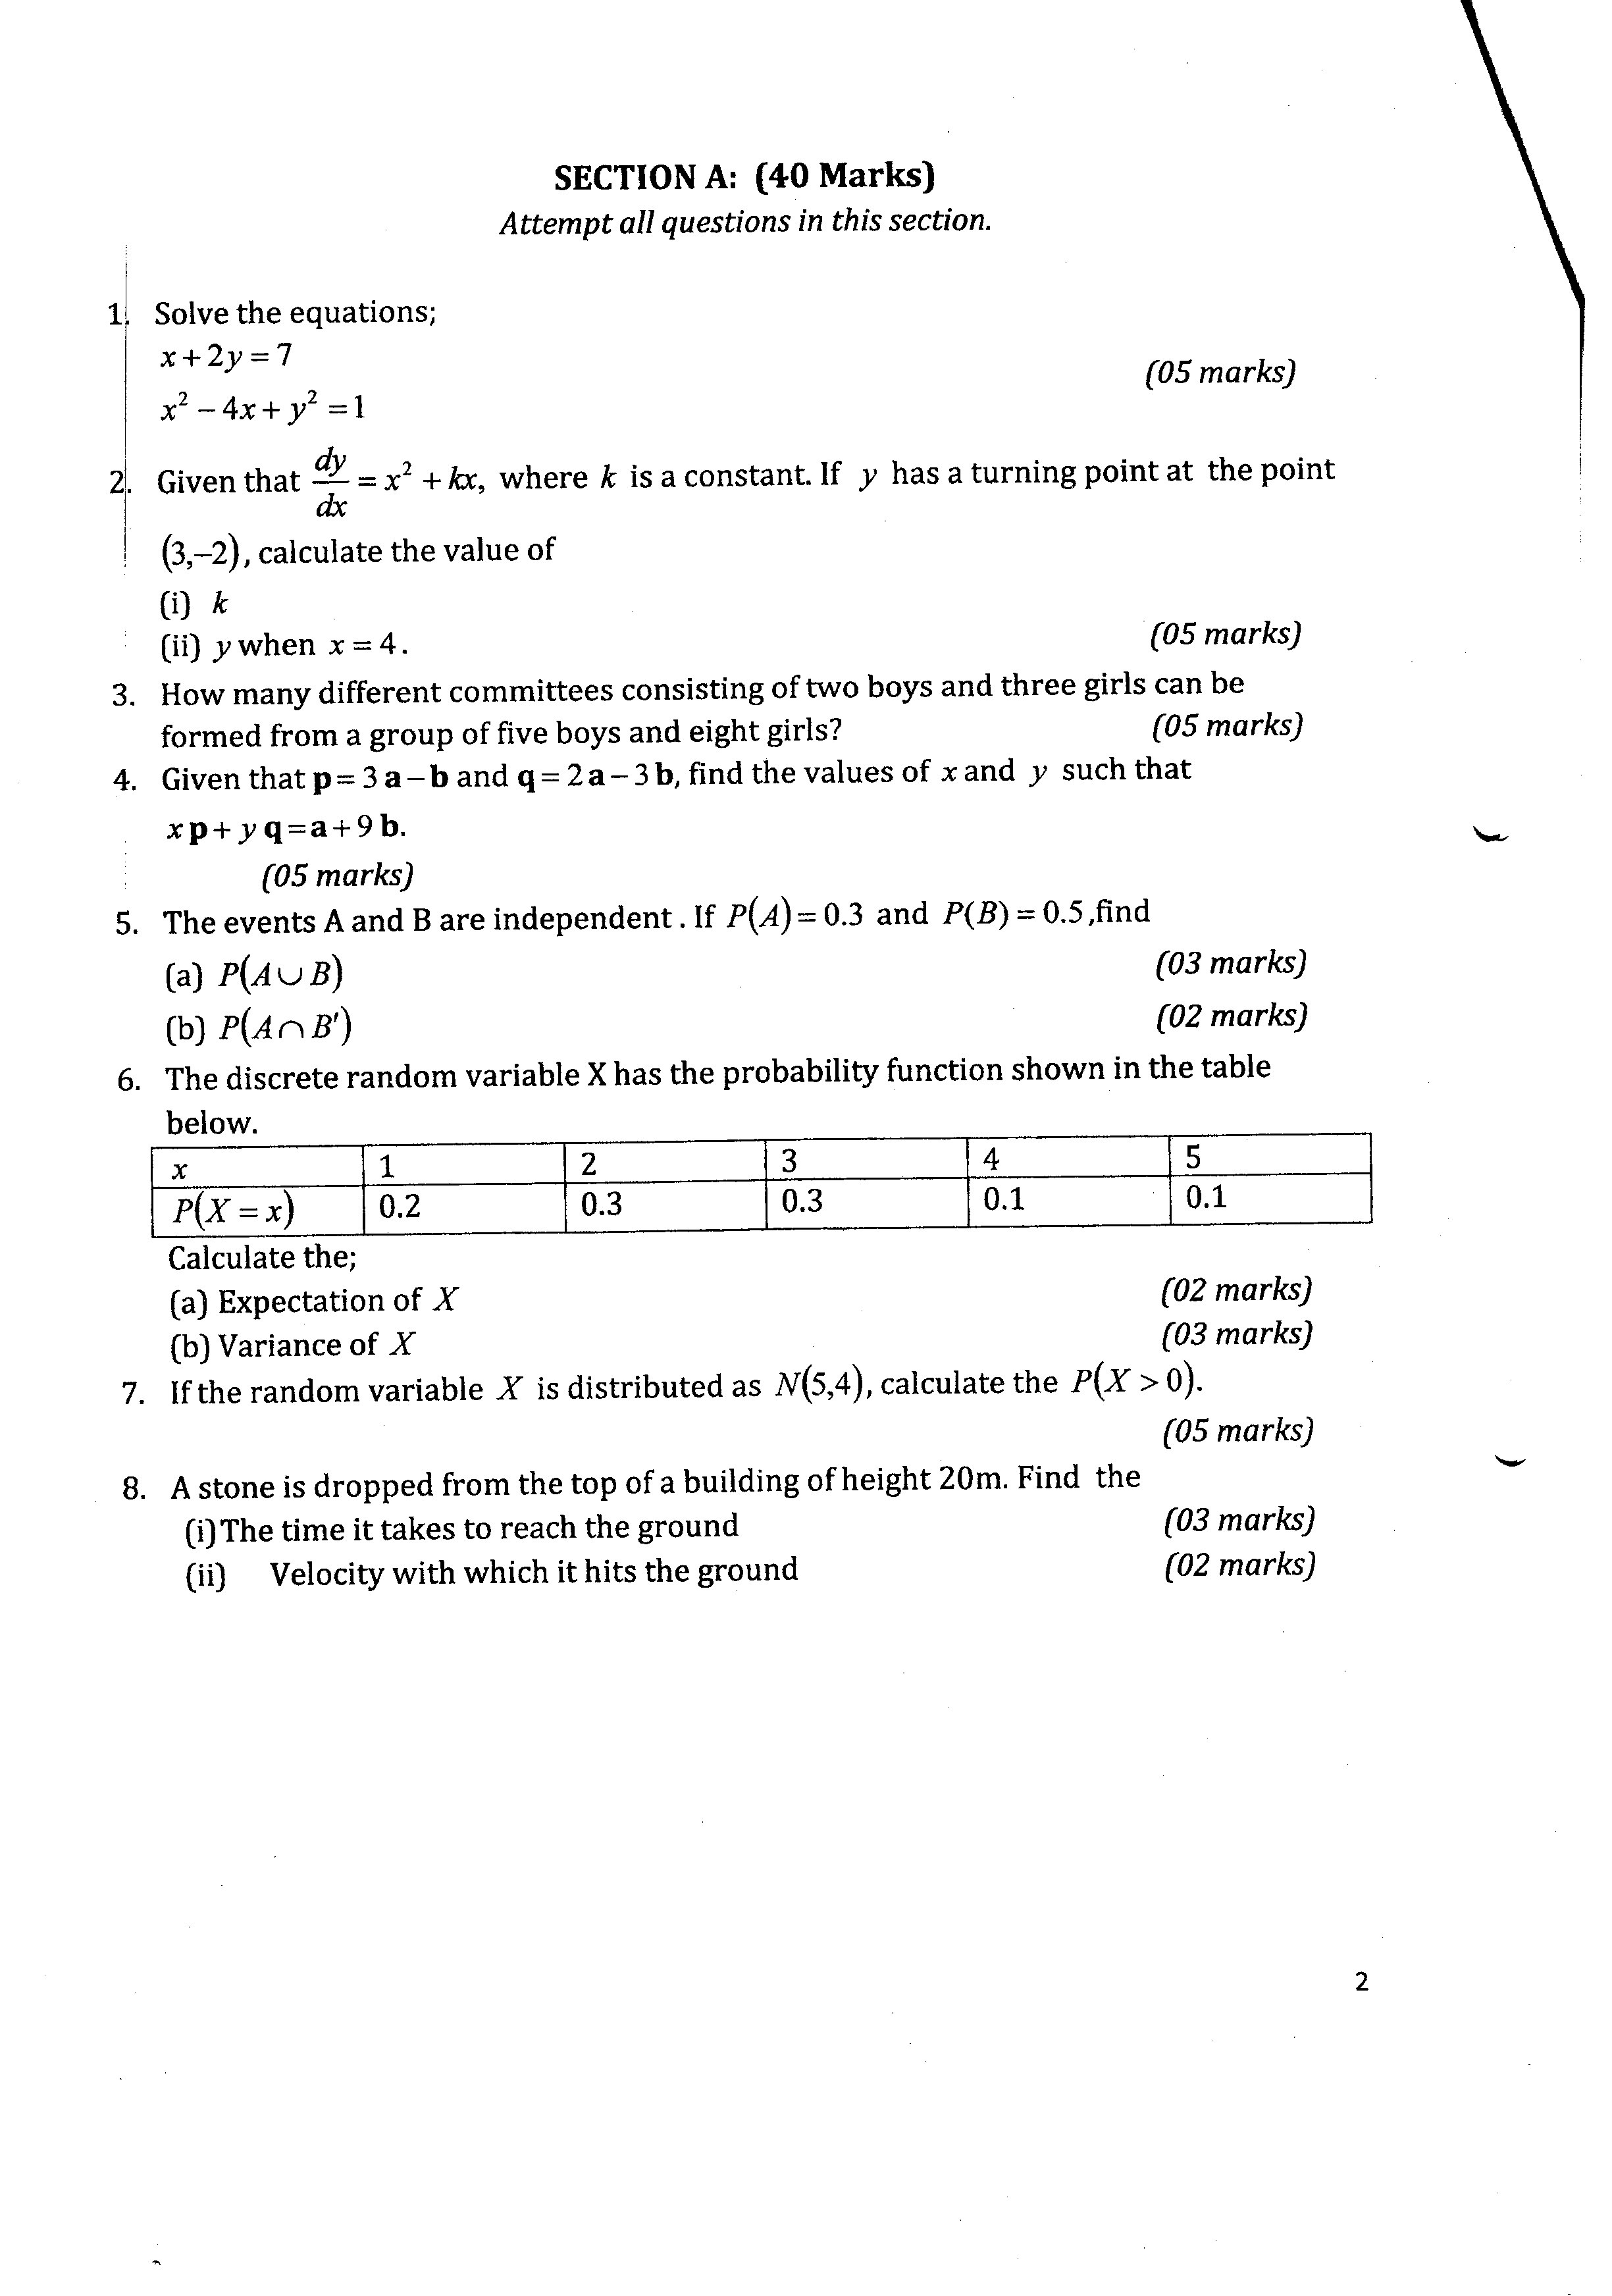 SECTION A: (40 Marks)
Attempt all questions in this section.
1. Solve the equations;
x + 2y = 7
(05 marks)
x² − 4x + y² = 1
2. Given that dy/dx = x² + kx, where k is a constant. If y has a turning point at the point
(3,−2), calculate the value of
(i) k
(ii) y when x = 4. (05 marks)
3. How many different committees consisting of two boys and three girls can be
formed from a group of five boys and eight girls? (05 marks)
4. Given that p = 3 a − b and q = 2 a − 3 b, find the values of x and y such that
x p + y q = a + 9 b.
(05 marks)
5. The events A and B are independent . If P(A) = 0.3 and P(B) = 0.5 ,find
(a) P(A ∪ B) (03 marks)
(b) P(A ∩ B′) (02 marks)
6. The discrete random variable X has the probability function shown in the table
below.
x 1 2 3 4 5
P(X = x) 0.2 0.3 0.3 0.1 0.1
Calculate the;
(a) Expectation of X (02 marks)
(b) Variance of X (03 marks)
7. If the random variable X is distributed as N(5,4), calculate the P(X > 0).
(05 marks)
8. A stone is dropped from the top of a building of height 20m. Find the
(i) The time it takes to reach the ground (03 marks)
(ii) Velocity with which it hits the ground (02 marks)
2